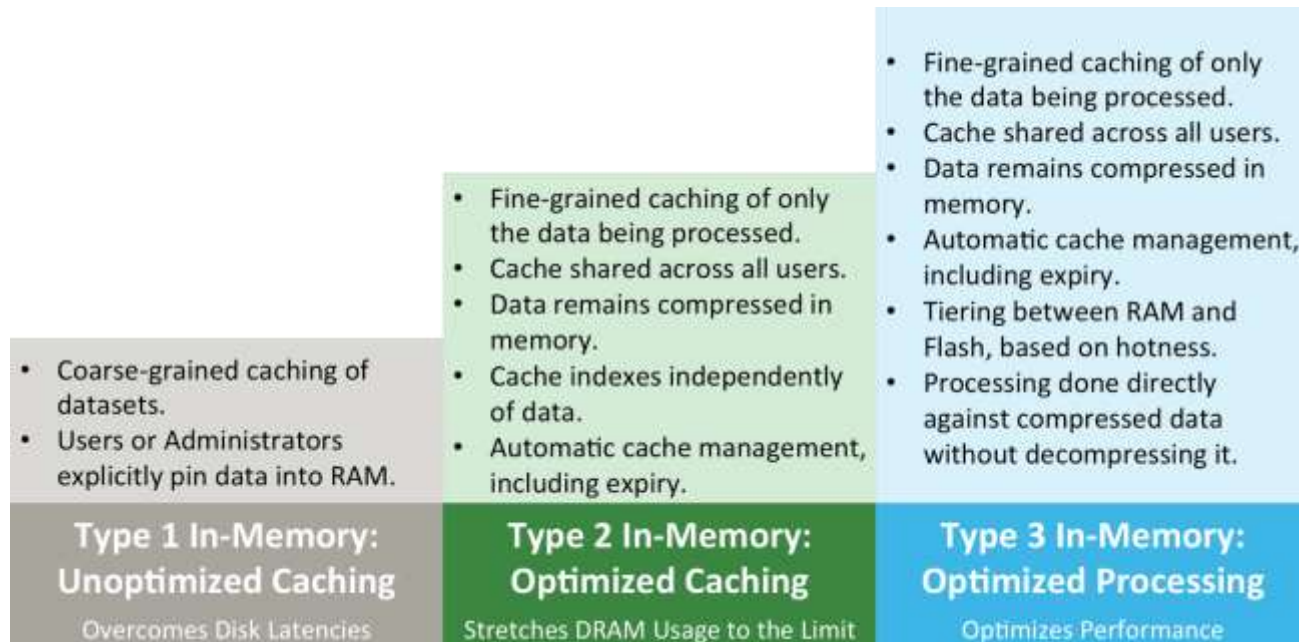 • Coarse-grained caching of
datasets.
• Users or Administrators
explicitly pin data into RAM.
Type 1 In-Memory:
Unoptimized Caching
Overcomes Disk Latencies
• Fine-grained caching of only
the data being processed.
• Cache shared across all users.
• Data remains compressed in
memory.
• Cache indexes independently
of data.
• Automatic cache management,
including expiry.
Type 2 In-Memory:
Optimized Caching
Stretches DRAM Usage to the Limit
• Fine-grained caching of only
the data being processed.
• Cache shared across all users.
• Data remains compressed in
memory.
• Automatic cache management,
including expiry.
• Tiering between RAM and
Flash, based on hotness.
• Processing done directly
against compressed data
without decompressing it.
Type 3 In-Memory:
Optimized Processing
Optimizes Performance